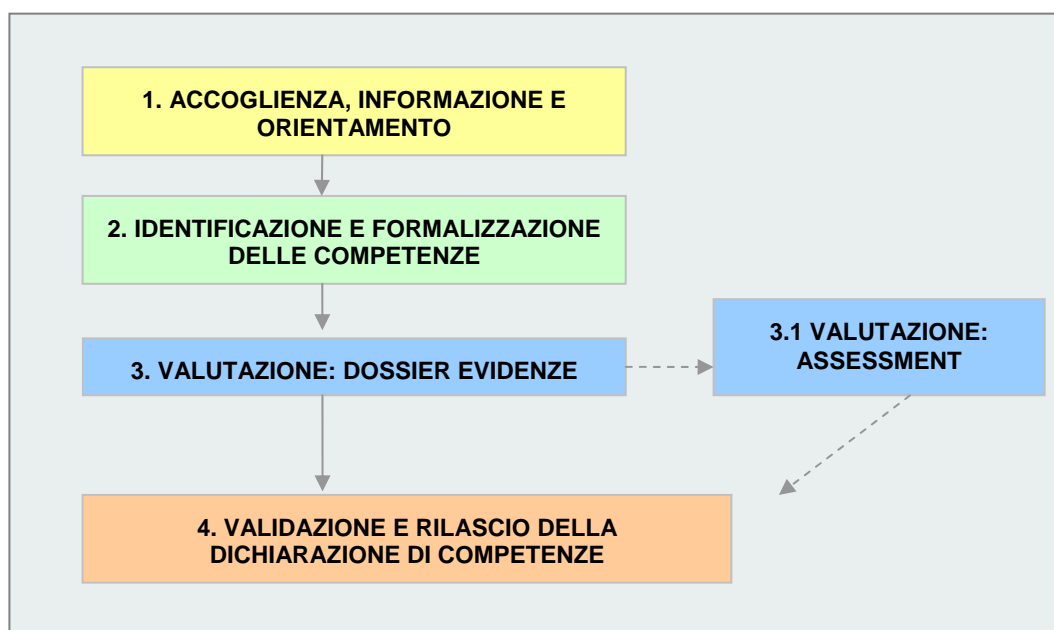 1. ACCOGLIENZA, INFORMAZIONE E
ORIENTAMENTO
2. IDENTIFICAZIONE E FORMALIZZAZIONE
DELLE COMPETENZE
3. VALUTAZIONE: DOSSIER EVIDENZE
3.1 VALUTAZIONE:
ASSESSMENT
4. VALIDAZIONE E RILASCIO DELLA
DICHIARAZIONE DI COMPETENZE